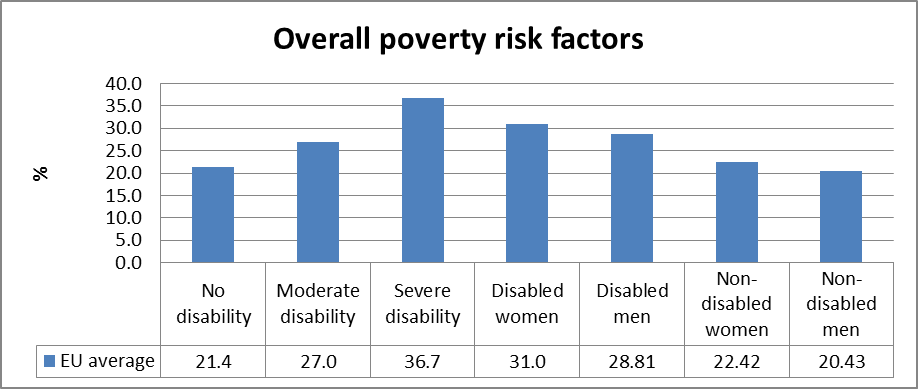 Overall poverty risk factors
40.0
35.0
30.0
25.0
20.0
15.0
10.0
5.0
0.0
%
No disability
Moderate disability
Severe disability
Disabled women
Disabled men
Non-disabled women
Non-disabled men
EU average 21.4 27.0 36.7 31.0 28.81 22.42 20.43